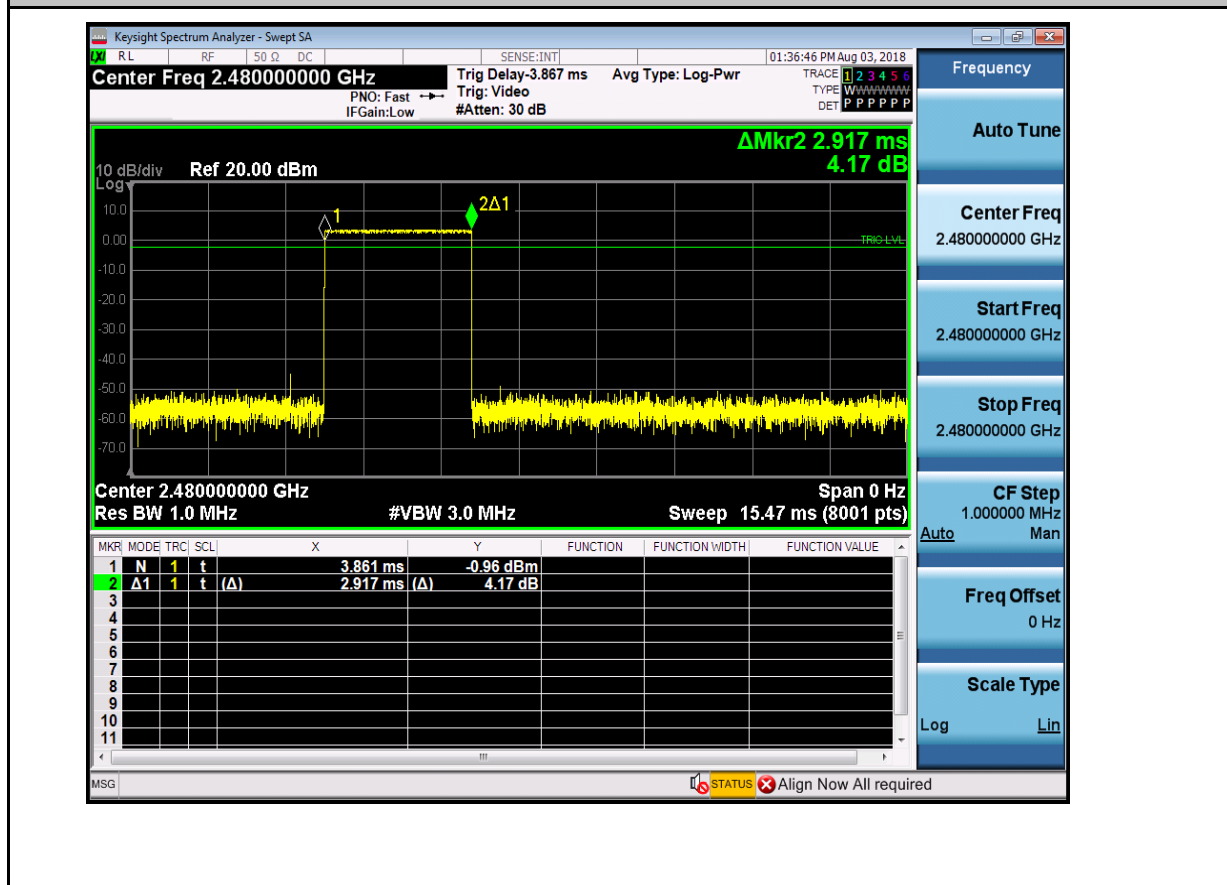 Keysight Spectrum Analyzer - Swept SA
LXI RL RF 50 Ω DC SENSE:INT 01:36:46 PM Aug 03, 2018
Center Freq 2.480000000 GHz
PNO: Fast
IFGain:Low
Trig Delay-3.867 ms
Trig: Video
#Atten: 30 dB
Avg Type: Log-Pwr
TRACE 1 2 3 4 5 6
TYPE WWWWWW
DET P P P P P P
ΔMkr2 2.917 ms
4.17 dB
10 dB/div Ref 20.00 dBm
Log
10.0
0.00
-10.0
-20.0
-30.0
-40.0
-50.0
-60.0
-70.0
1
2Δ1
TRIG LVL
Center 2.480000000 GHz Span 0 Hz
Res BW 1.0 MHz #VBW 3.0 MHz Sweep 15.47 ms (8001 pts)
MKR MODE TRC SCL X Y FUNCTION FUNCTION WIDTH FUNCTION VALUE
1 N 1 t 3.861 ms -0.96 dBm
2 Δ1 1 t (Δ) 2.917 ms (Δ) 4.17 dB
3
4
5
6
7
8
9
10
11
MSG STATUS Align Now All required
Frequency
Auto Tune
Center Freq
2.480000000 GHz
Start Freq
2.480000000 GHz
Stop Freq
2.480000000 GHz
CF Step
1.000000 MHz
Auto Man
Freq Offset
0 Hz
Scale Type
Log Lin